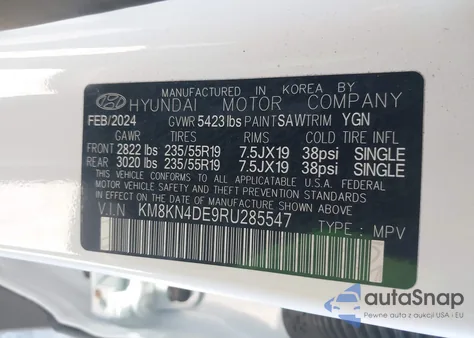 MANUFACTURED IN KOREA BY
HYUNDAI MOTOR COMPANY
FEB/2024 GVWR 5423 lbs PAINT SAW TRIM YGN
GAWR TIRES RIMS COLD TIRE INFL
FRONT 2822 lbs 235/55R19 7.5JX19 38psi SINGLE
REAR 3020 lbs 235/55R19 7.5JX19 38psi SINGLE
THIS VEHICLE CONFORMS TO ALL APPLICABLE U.S. FEDERAL
MOTOR VEHICLE SAFETY AND THEFT PREVENTION STANDARDS
IN EFFECT ON THE DATE OF MANUFACTURE SHOWN ABOVE.
V.I.N KM8KN4DE9RU285547
TYPE: MPV
autoSnap
Pewne auta z aukcji USA i EU